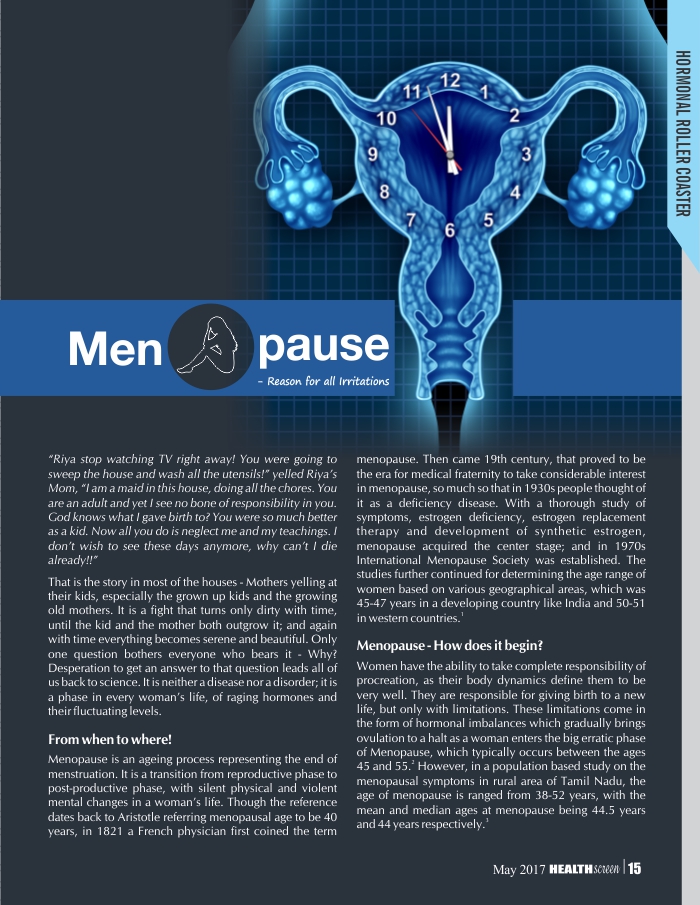 HORMONAL ROLLER COASTER
12
11
1
10
2
9
3
8
4
7
5
6
Men pause
- Reason for all Irritations
“Riya stop watching TV right away! You were going to
sweep the house and wash all the utensils!” yelled Riya’s
Mom, “I am a maid in this house, doing all the chores. You
are an adult and yet I see no bone of responsibility in you.
God knows what I gave birth to? You were so much better
as a kid. Now all you do is neglect me and my teachings. I
don’t wish to see these days anymore, why can’t I die
already!!”
That is the story in most of the houses - Mothers yelling at
their kids, especially the grown up kids and the growing
old mothers. It is a fight that turns only dirty with time,
until the kid and the mother both outgrow it; and again
with time everything becomes serene and beautiful. Only
one question bothers everyone who bears it - Why?
Desperation to get an answer to that question leads all of
us back to science. It is neither a disease nor a disorder; it is
a phase in every woman’s life, of raging hormones and
their fluctuating levels.
From when to where!
Menopause is an ageing process representing the end of
menstruation. It is a transition from reproductive phase to
post-productive phase, with silent physical and violent
mental changes in a woman’s life. Though the reference
dates back to Aristotle referring menopausal age to be 40
years, in 1821 a French physician first coined the term
menopause. Then came 19th century, that proved to be
the era for medical fraternity to take considerable interest
in menopause, so much so that in 1930s people thought of
it as a deficiency disease. With a thorough study of
symptoms, estrogen deficiency, estrogen replacement
therapy and development of synthetic estrogen,
menopause acquired the center stage; and in 1970s
International Menopause Society was established. The
studies further continued for determining the age range of
women based on various geographical areas, which was
45-47 years in a developing country like India and 50-51
in western countries.1
Menopause - How does it begin?
Women have the ability to take complete responsibility of
procreation, as their body dynamics define them to be
very well. They are responsible for giving birth to a new
life, but only with limitations. These limitations come in
the form of hormonal imbalances which gradually brings
ovulation to a halt as a woman enters the big erratic phase
of Menopause, which typically occurs between the ages
45 and 55.2 However, in a population based study on the
menopausal symptoms in rural area of Tamil Nadu, the
age of menopause is ranged from 38-52 years, with the
mean and median ages at menopause being 44.5 years
and 44 years respectively.3
May 2017 HEALTHscreen 15